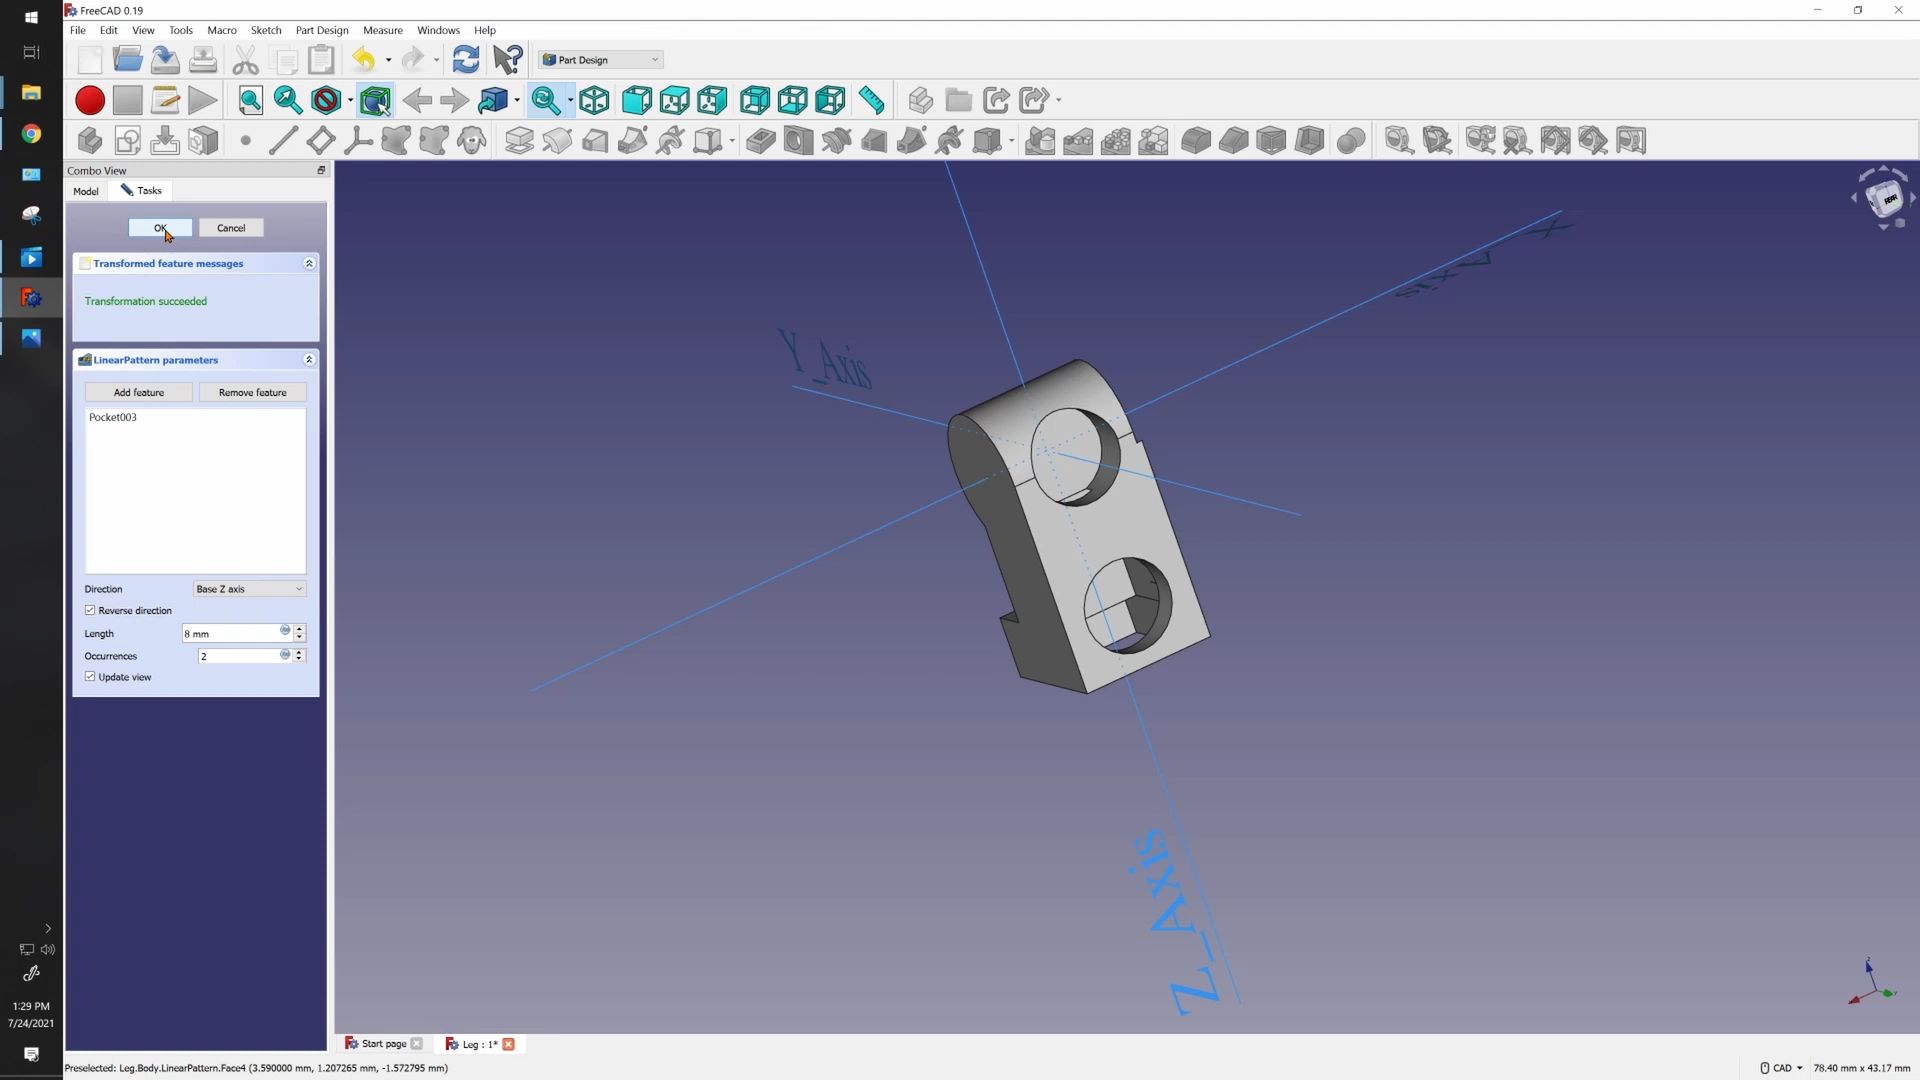 FreeCAD 0.19
File Edit View Tools Macro Sketch Part Design Measure Windows Help
Part Design
Combo View
Model Tasks
OK Cancel
Transformed feature messages
Transformation succeeded
LinearPattern parameters
Add feature Remove feature
Pocket003
Direction Base Z axis
Reverse direction
Length 8 mm
Occurrences 2
Update view
Y_Axis
X_Axis
Z_Axis
REAR
1:29 PM
7/24/2021
Start page Leg : 1*
Preselected: Leg.Body.LinearPattern.Face4 (3.590000 mm, 1.207265 mm, -1.572795 mm)
CAD 78.40 mm x 43.17 mm